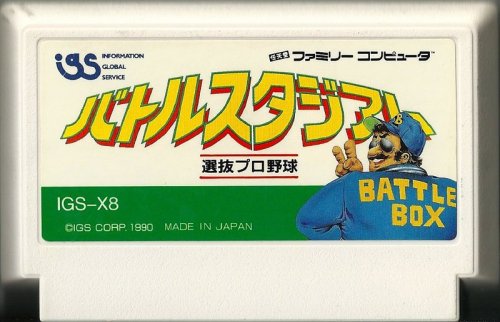 igs INFORMATION
GLOBAL
SERVICE
任天堂 ファミリー コンピュータ™
バトルスタジアム
選抜プロ野球
B
BATTLE
BOX
IGS-X8
©IGS CORP. 1990 MADE IN JAPAN